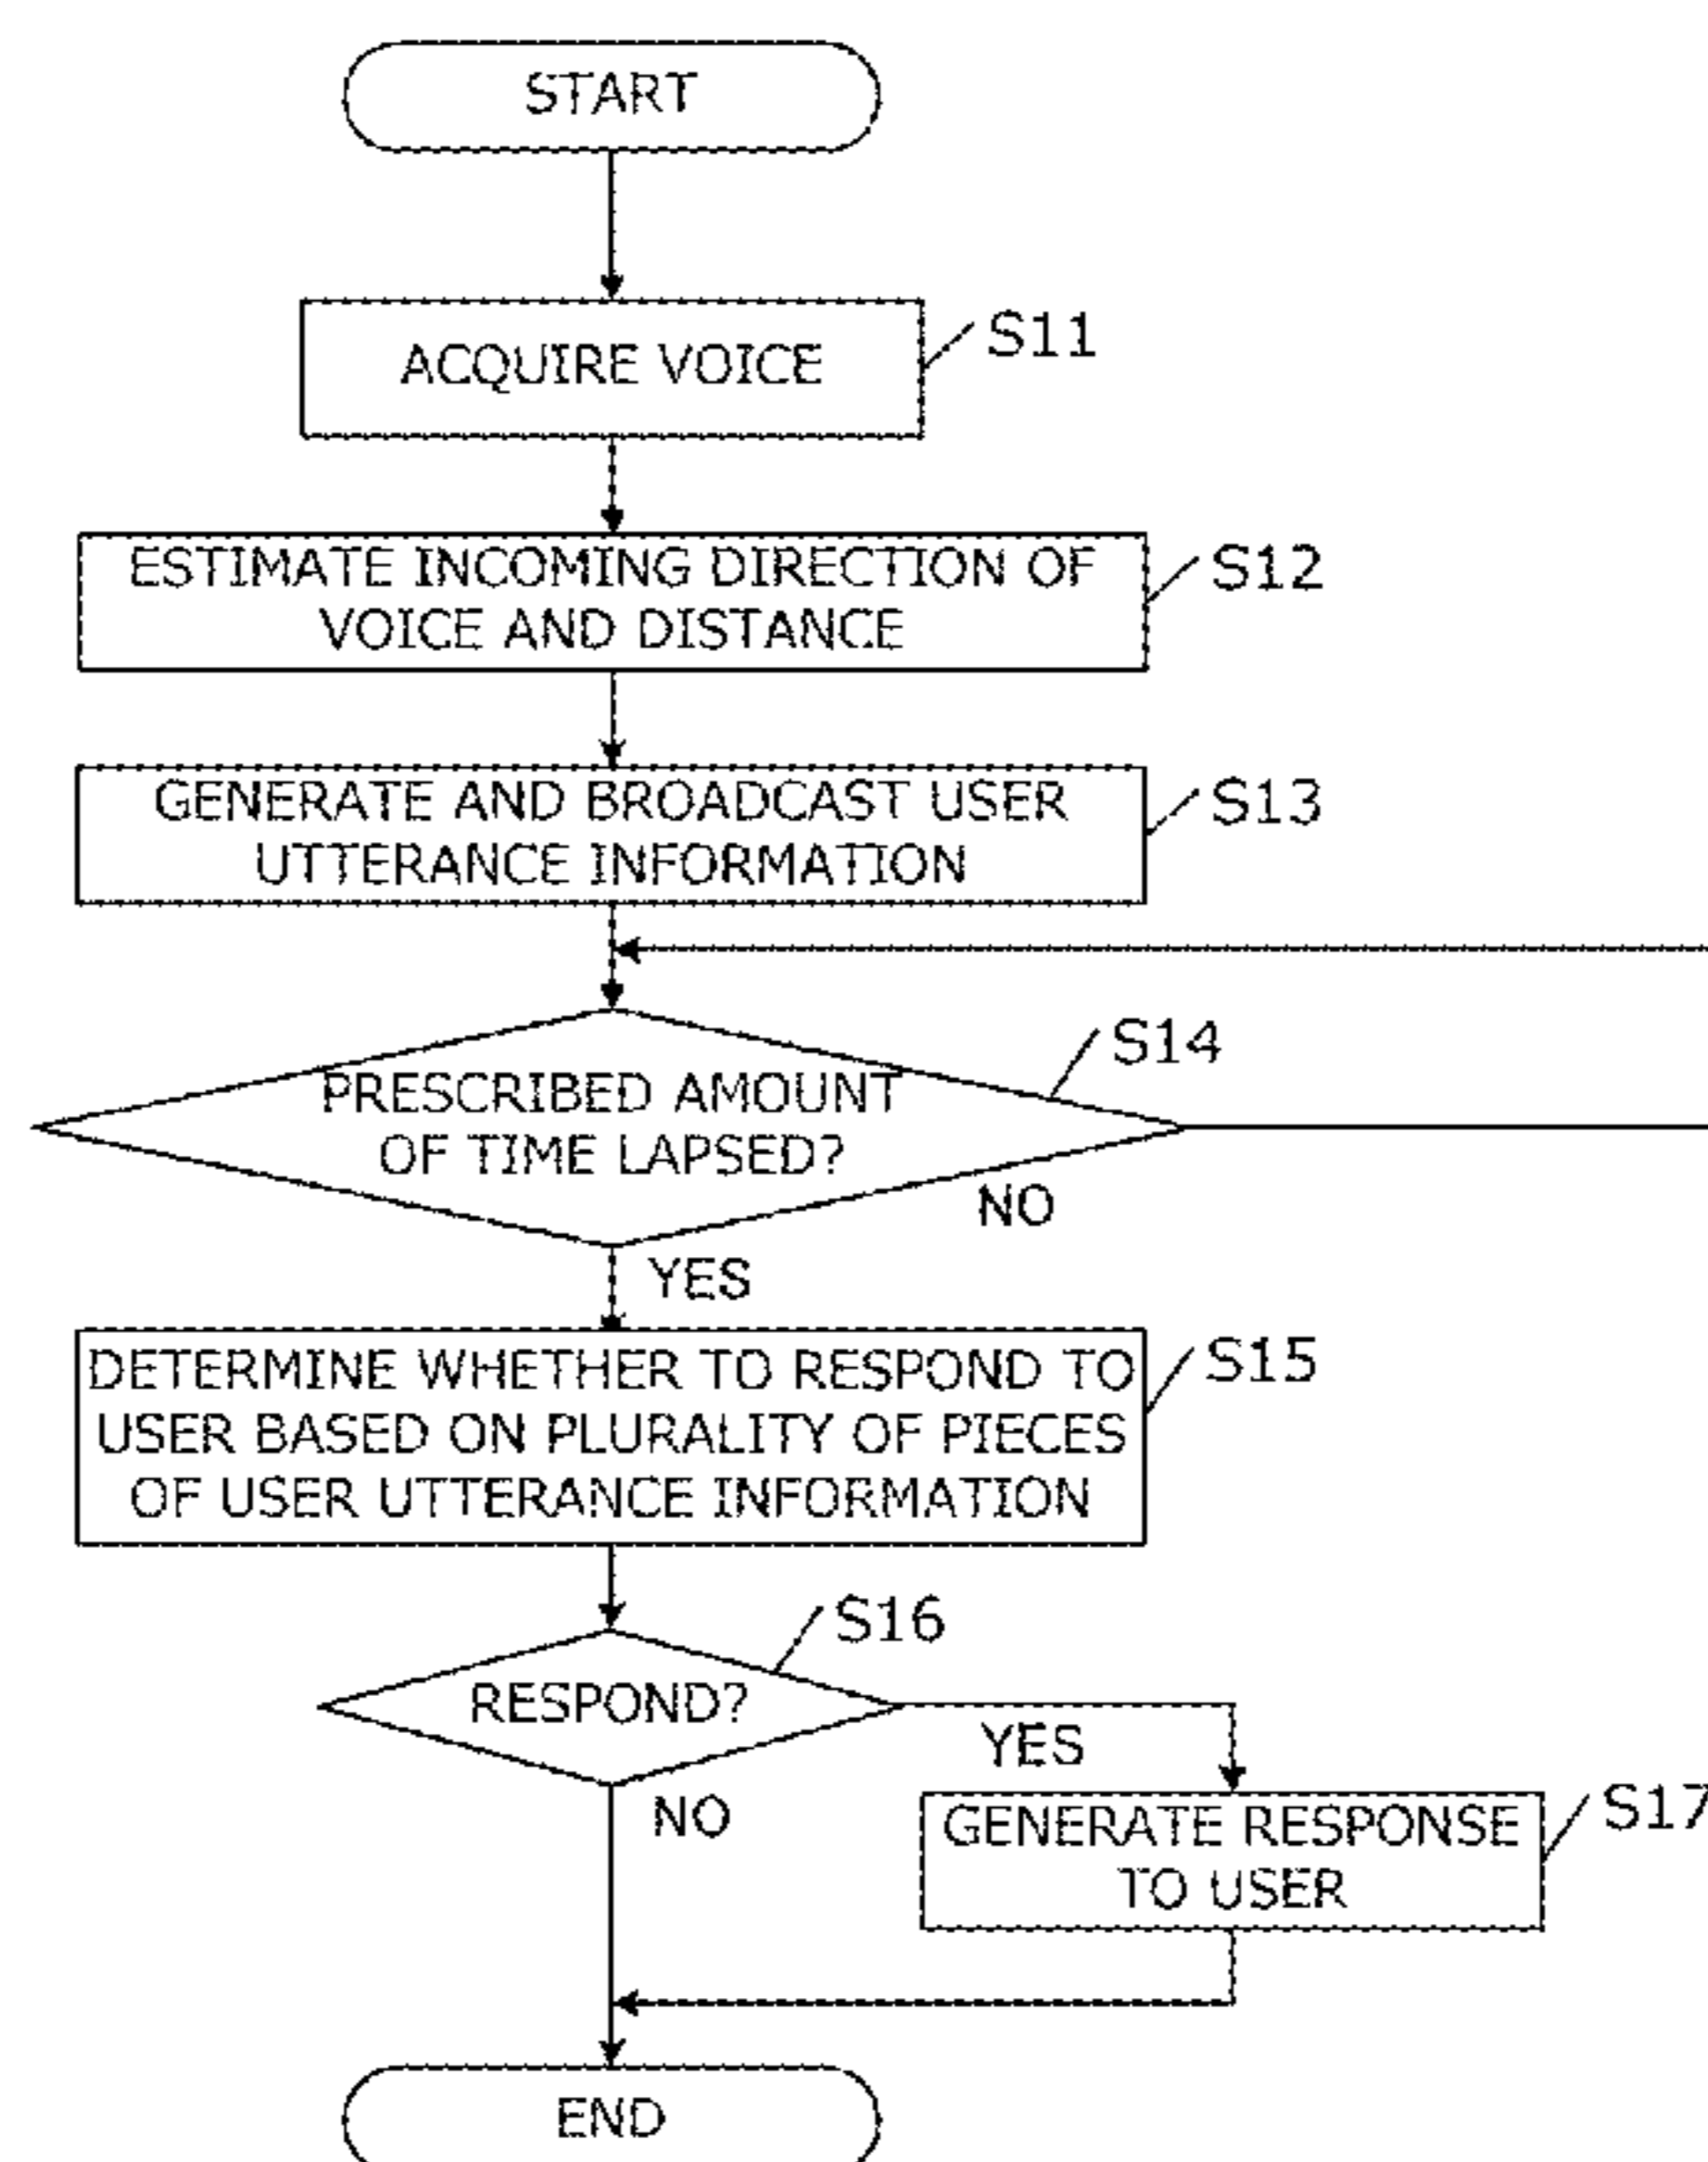 START
ACQUIRE VOICE
S11
ESTIMATE INCOMING DIRECTION OF
VOICE AND DISTANCE
S12
GENERATE AND BROADCAST USER
UTTERANCE INFORMATION
S13
PRESCRIBED AMOUNT
OF TIME LAPSED?
S14
NO
YES
DETERMINE WHETHER TO RESPOND TO
USER BASED ON PLURALITY OF PIECES
OF USER UTTERANCE INFORMATION
S15
RESPOND?
S16
YES
NO
GENERATE RESPONSE
TO USER
S17
END